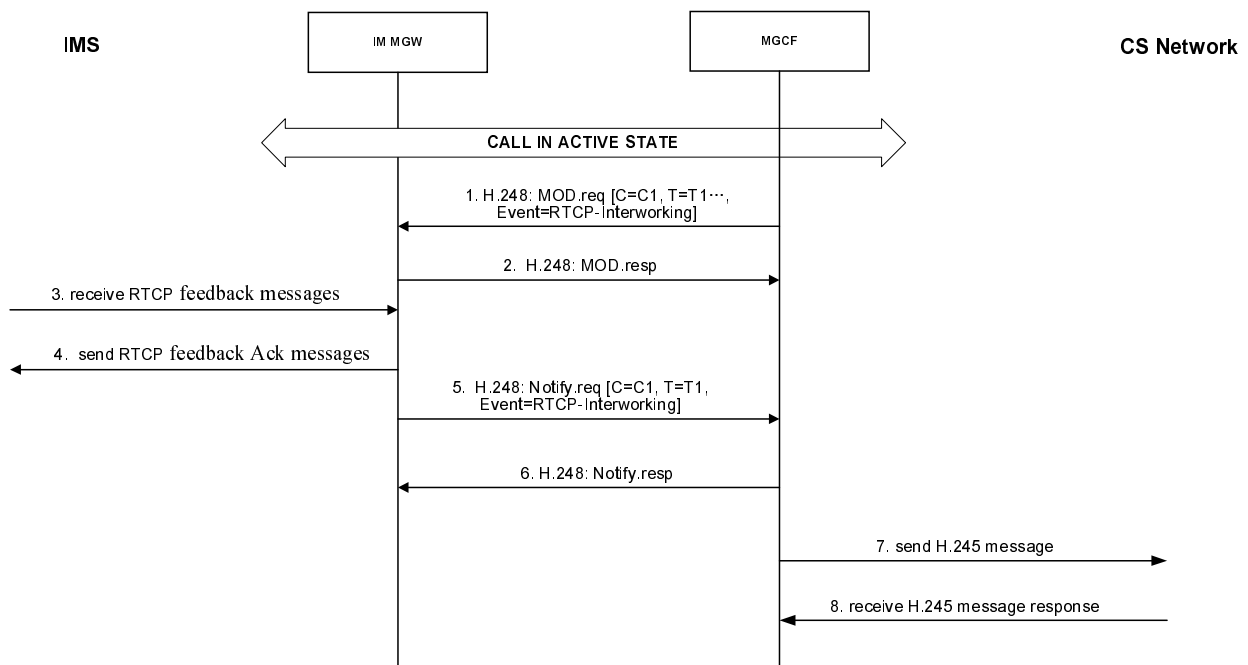 IMS
IM MGW
MGCF
CS Network
CALL IN ACTIVE STATE
1. H.248: MOD.req [C=C1, T=T1⋯,
Event=RTCP-Interworking]
2. H.248: MOD.resp
3. receive RTCP feedback messages
4. send RTCP feedback Ack messages
5. H.248: Notify.req [C=C1, T=T1,
Event=RTCP-Interworking]
6. H.248: Notify.resp
7. send H.245 message
8. receive H.245 message response